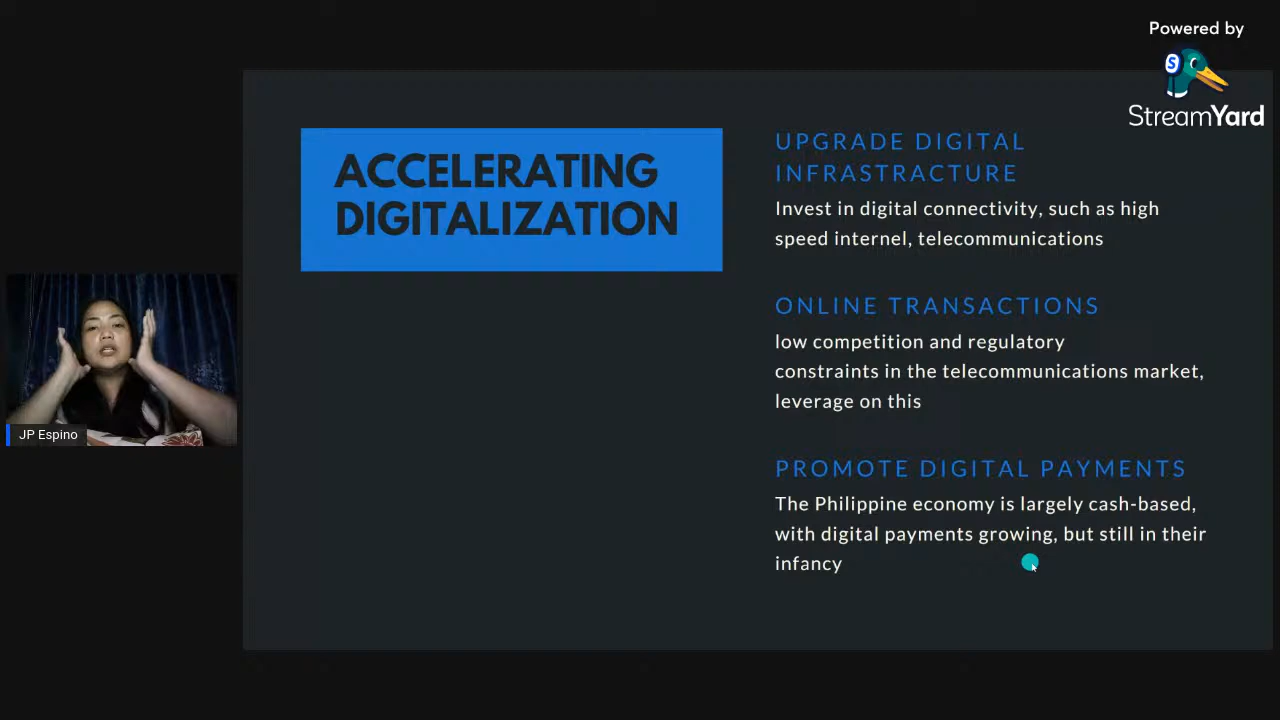 Powered by
StreamYard
ACCELERATING
DIGITALIZATION
UPGRADE DIGITAL
INFRASTRACTURE
Invest in digital connectivity, such as high
speed internel, telecommunications
ONLINE TRANSACTIONS
low competition and regulatory
constraints in the telecommunications market,
leverage on this
PROMOTE DIGITAL PAYMENTS
The Philippine economy is largely cash-based,
with digital payments growing, but still in their
infancy
JP Espino